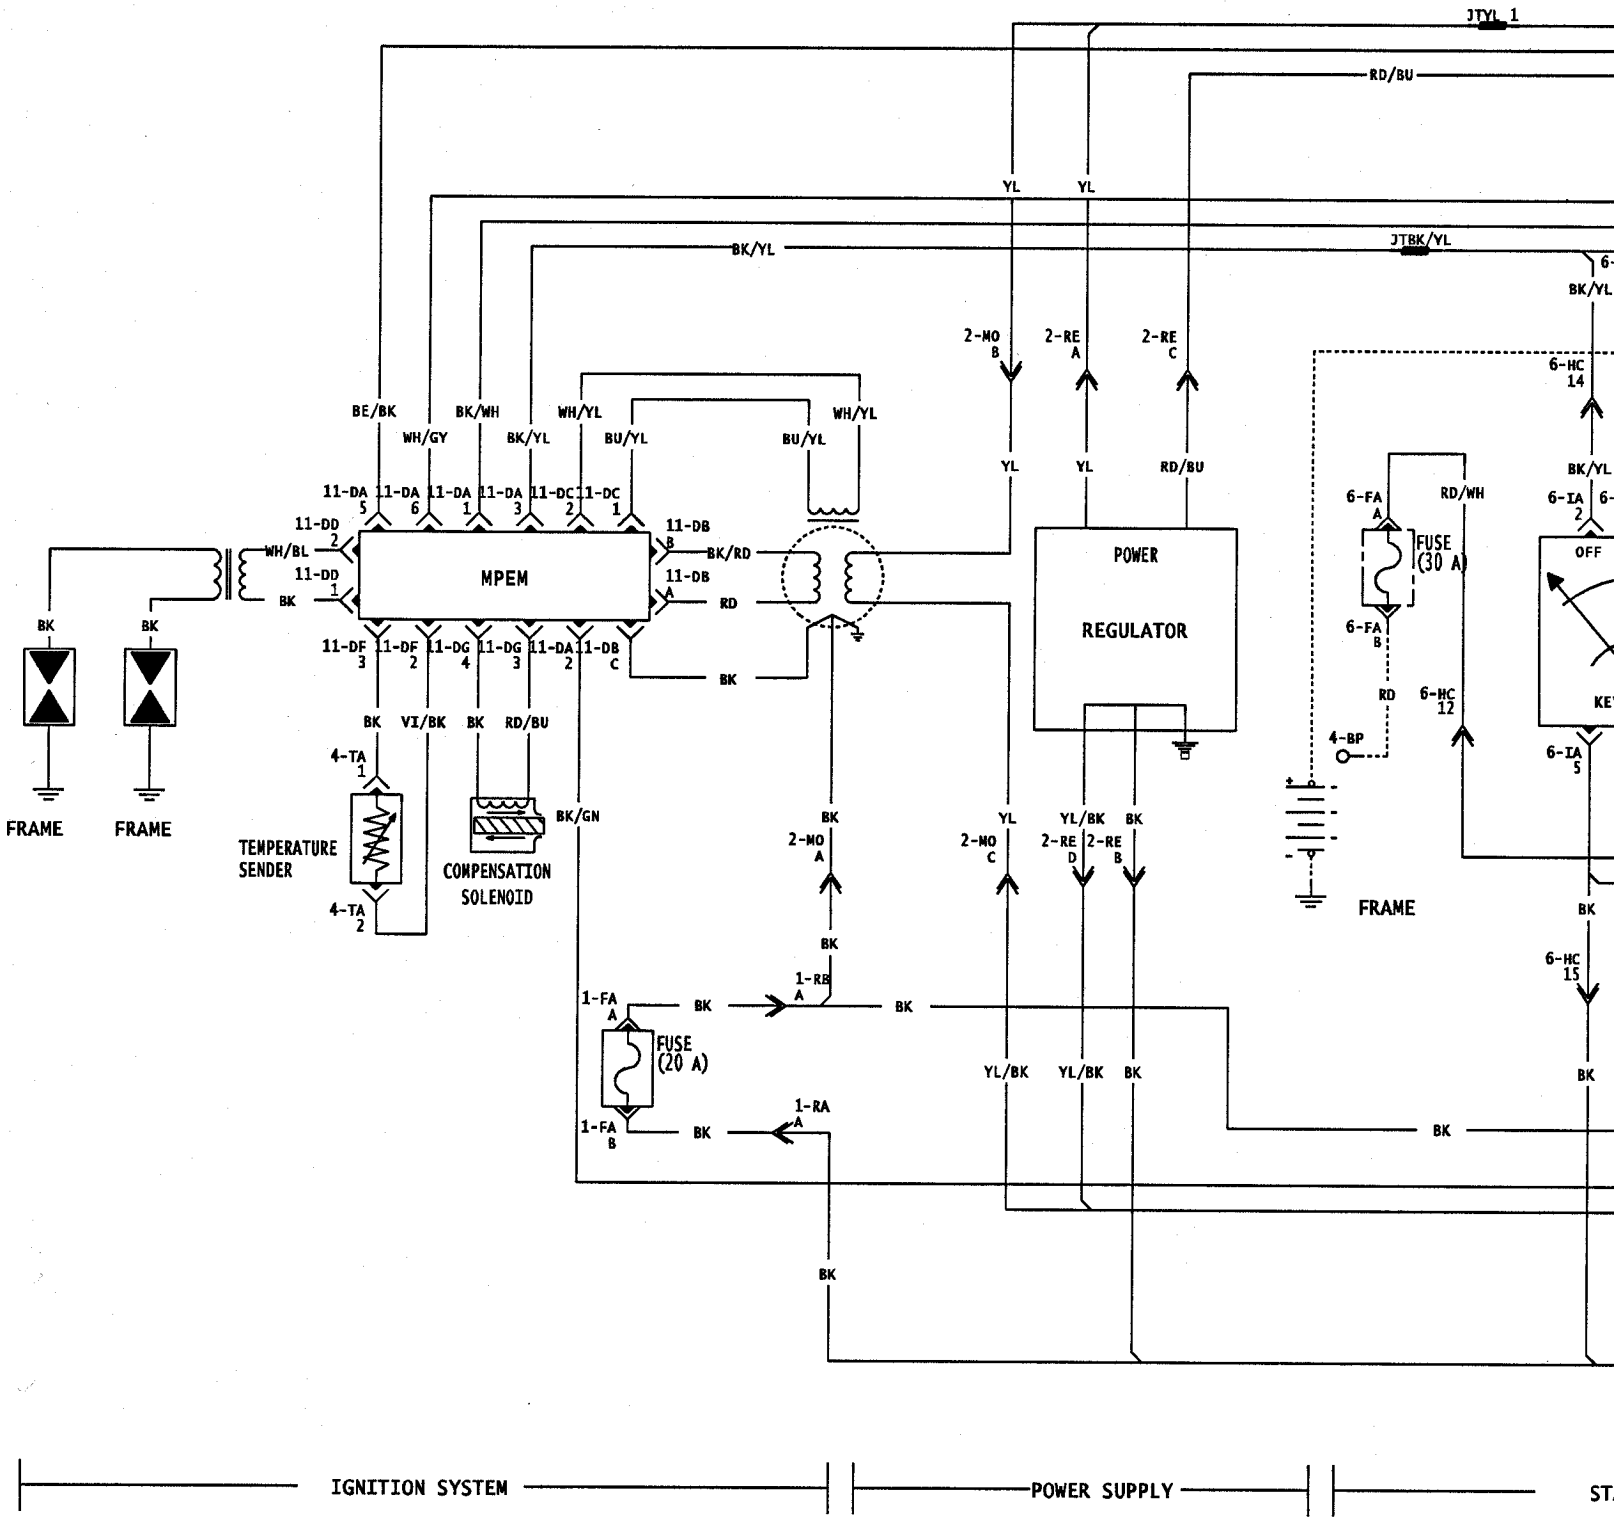 JTYL 1
RD/BU
YL YL
BK/YL
JTBK/YL
6-
BK/YL
2-MO B
2-RE A
2-RE C
6-HC 14
BE/BK
WH/GY
BK/WH
BK/YL
WH/YL
BU/YL
BU/YL
WH/YL
YL
YL
RD/BU
BK/YL
6-FA A
RD/WH
6-IA 2
6-
11-DA 5
11-DA 6
11-DA 1
11-DA 3
11-DC 2
11-DC 1
11-DD 2
WH/BL
11-DD 1
BK
MPEM
11-DB B
BK/RD
11-DB A
RD
POWER
REGULATOR
FUSE
(30 A)
OFF
KEY
6-FA B
RD
6-HC 12
4-BP
6-IA 5
BK
BK
11-DF 3
11-DF 2
11-DG 4
11-DG 3
11-DA 2
11-DB C
BK
BK
VI/BK
BK
RD/BU
4-TA 1
FRAME
FRAME
TEMPERATURE
SENDER
COMPENSATION
SOLENOID
4-TA 2
BK/GN
BK
2-MO A
YL
2-MO C
YL/BK
2-RE D
BK
2-RE B
+
-
-
-
-
FRAME
BK
6-HC 15
BK
1-RB A
1-FA A
BK
BK
FUSE
(20 A)
YL/BK
YL/BK
BK
BK
1-RA A
1-FA B
BK
BK
BK
IGNITION SYSTEM
POWER SUPPLY
STA